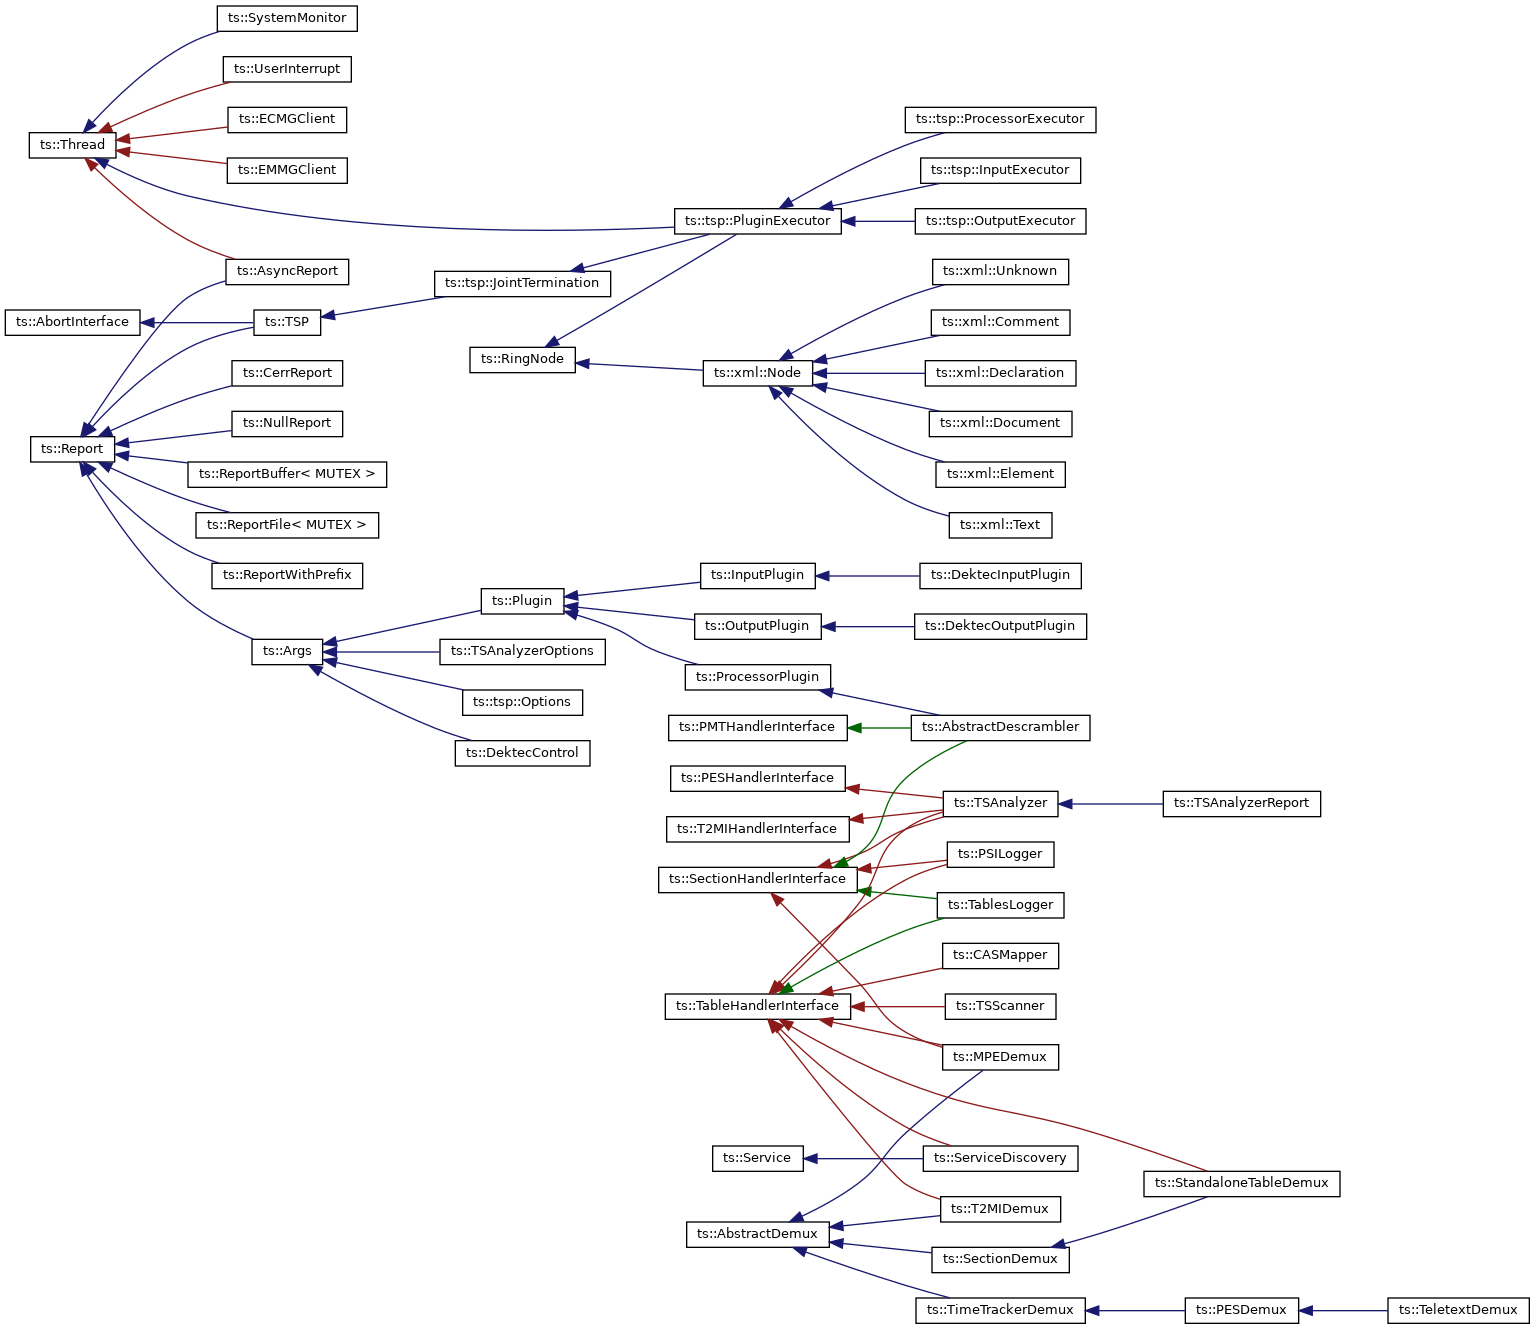 ts::SystemMonitor
ts::UserInterrupt
ts::ECMGClient
ts::Thread
ts::EMMGClient
ts::AsyncReport
ts::AbortInterface
ts::TSP
ts::CerrReport
ts::NullReport
ts::Report
ts::ReportBuffer< MUTEX >
ts::ReportFile< MUTEX >
ts::ReportWithPrefix
ts::Args
ts::tsp::JointTermination
ts::RingNode
ts::Plugin
ts::TSAnalyzerOptions
ts::tsp::Options
ts::DektecControl
ts::tsp::PluginExecutor
ts::xml::Node
ts::InputPlugin
ts::OutputPlugin
ts::ProcessorPlugin
ts::PMTHandlerInterface
ts::PESHandlerInterface
ts::T2MIHandlerInterface
ts::SectionHandlerInterface
ts::TableHandlerInterface
ts::Service
ts::AbstractDemux
ts::tsp::ProcessorExecutor
ts::tsp::InputExecutor
ts::tsp::OutputExecutor
ts::xml::Unknown
ts::xml::Comment
ts::xml::Declaration
ts::xml::Document
ts::xml::Element
ts::xml::Text
ts::DektecInputPlugin
ts::DektecOutputPlugin
ts::AbstractDescrambler
ts::TSAnalyzer
ts::PSILogger
ts::TablesLogger
ts::CASMapper
ts::TSScanner
ts::MPEDemux
ts::ServiceDiscovery
ts::T2MIDemux
ts::SectionDemux
ts::TimeTrackerDemux
ts::TSAnalyzerReport
ts::StandaloneTableDemux
ts::PESDemux
ts::TeletextDemux